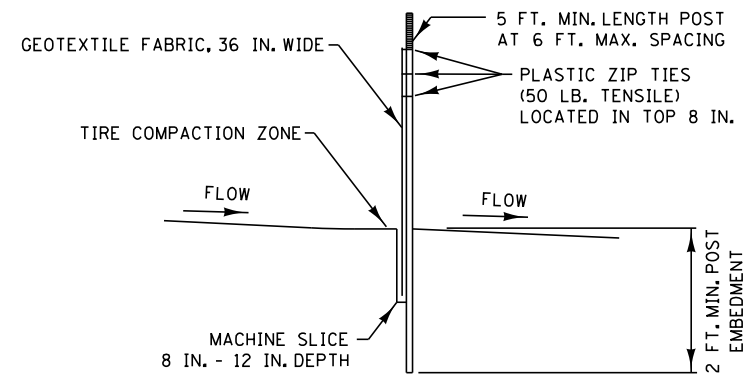 5 FT. MIN. LENGTH POST
AT 6 FT. MAX. SPACING
GEOTEXTILE FABRIC, 36 IN. WIDE
PLASTIC ZIP TIES
(50 LB. TENSILE)
LOCATED IN TOP 8 IN.
TIRE COMPACTION ZONE
FLOW
FLOW
MACHINE SLICE
8 IN. - 12 IN. DEPTH
2 FT. MIN. POST
EMBEDMENT